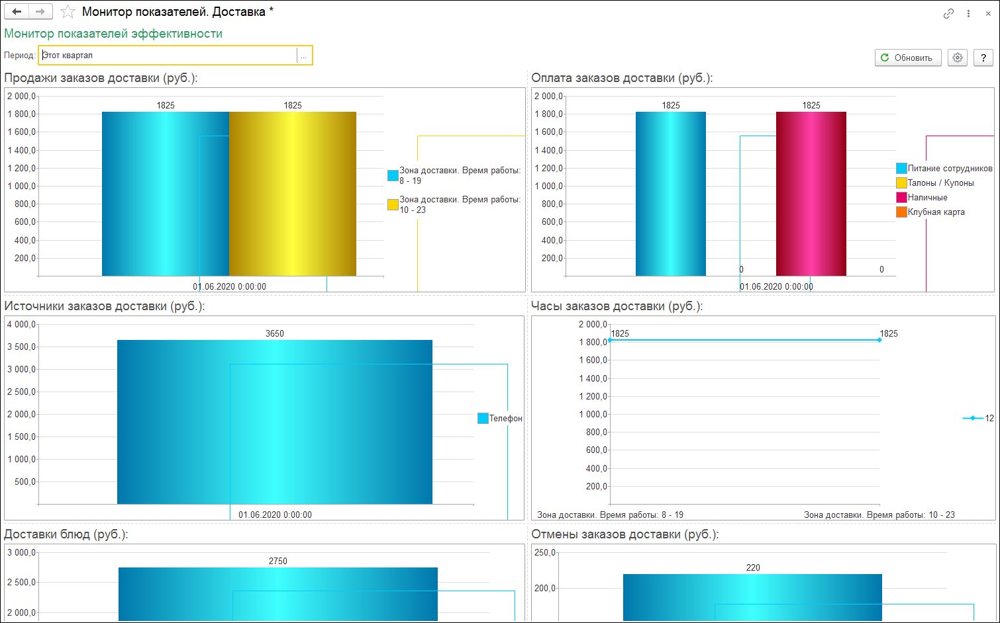 Монитор показателей. Доставка *
Монитор показателей эффективности
Период: Этот квартал ...
Обновить ?
Продажи заказов доставки (руб.):
2 000,0
1 800,0
1 600,0
1 400,0
1 200,0
1 000,0
800,0
600,0
400,0
200,0
1825
1825
01.06.2020 0:00:00
Зона доставки. Время работы:
8 - 19
Зона доставки. Время работы:
10 - 23
Оплата заказов доставки (руб.):
2 000,0
1 800,0
1 600,0
1 400,0
1 200,0
1 000,0
800,0
600,0
400,0
200,0
1825
0
1825
0
01.06.2020 0:00:00
Питание сотрудников
Талоны / Купоны
Наличные
Клубная карта
Источники заказов доставки (руб.):
4 000,0
3 500,0
3 000,0
2 500,0
2 000,0
1 500,0
1 000,0
500,0
3650
01.06.2020 0:00:00
Телефон
Часы заказов доставки (руб.):
2 000,0
1 800,0
1 600,0
1 400,0
1 200,0
1 000,0
800,0
600,0
400,0
200,0
1825
1825
Зона доставки. Время работы: 8 - 19
Зона доставки. Время работы: 10 - 23
12
Доставки блюд (руб.):
3 000,0
2 500,0
2 000,0
2750
Отмены заказов доставки (руб.):
250,0
200,0
220